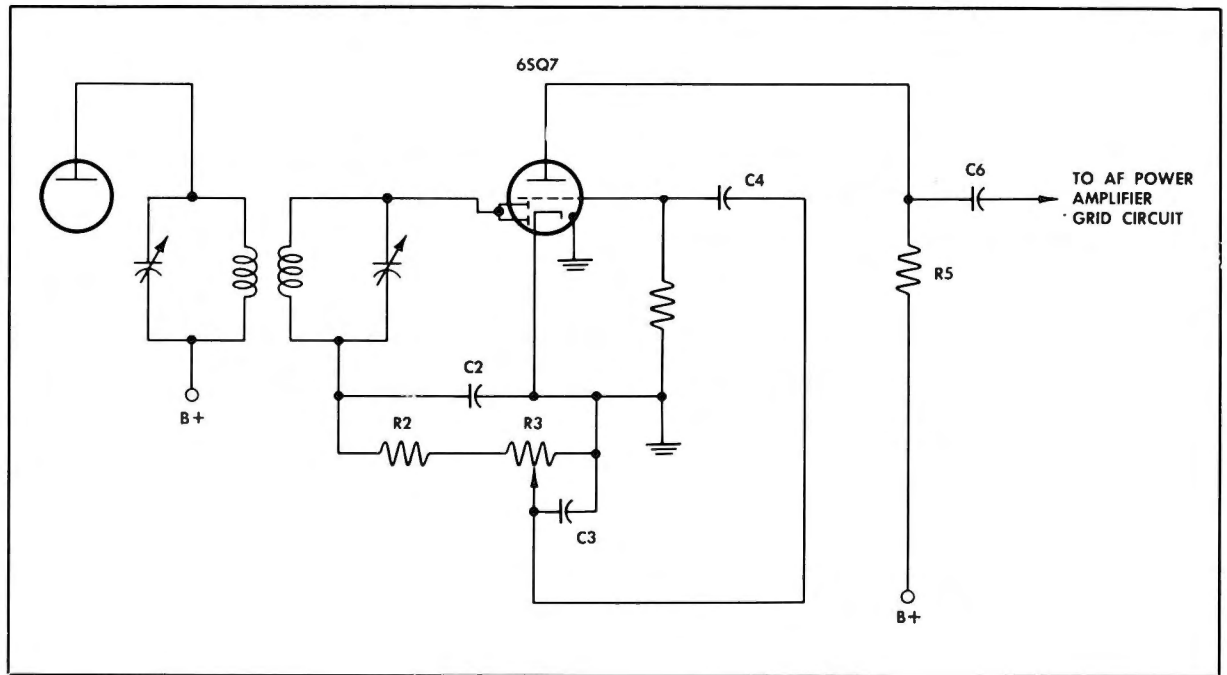 6SQ7
C4
C6
TO AF POWER
AMPLIFIER
GRID CIRCUIT
R5
C2
B+
R2
R3
C3
B+